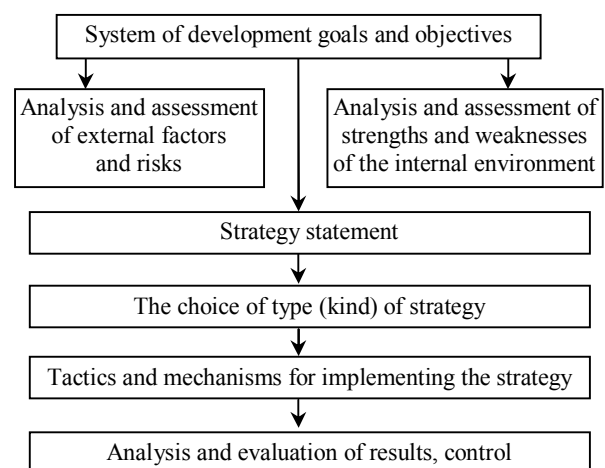 System of development goals and objectives
Analysis and assessment
of external factors
and risks
Analysis and assessment of
strengths and weaknesses
of the internal environment
Strategy statement
The choice of type (kind) of strategy
Tactics and mechanisms for implementing the strategy
Analysis and evaluation of results, control